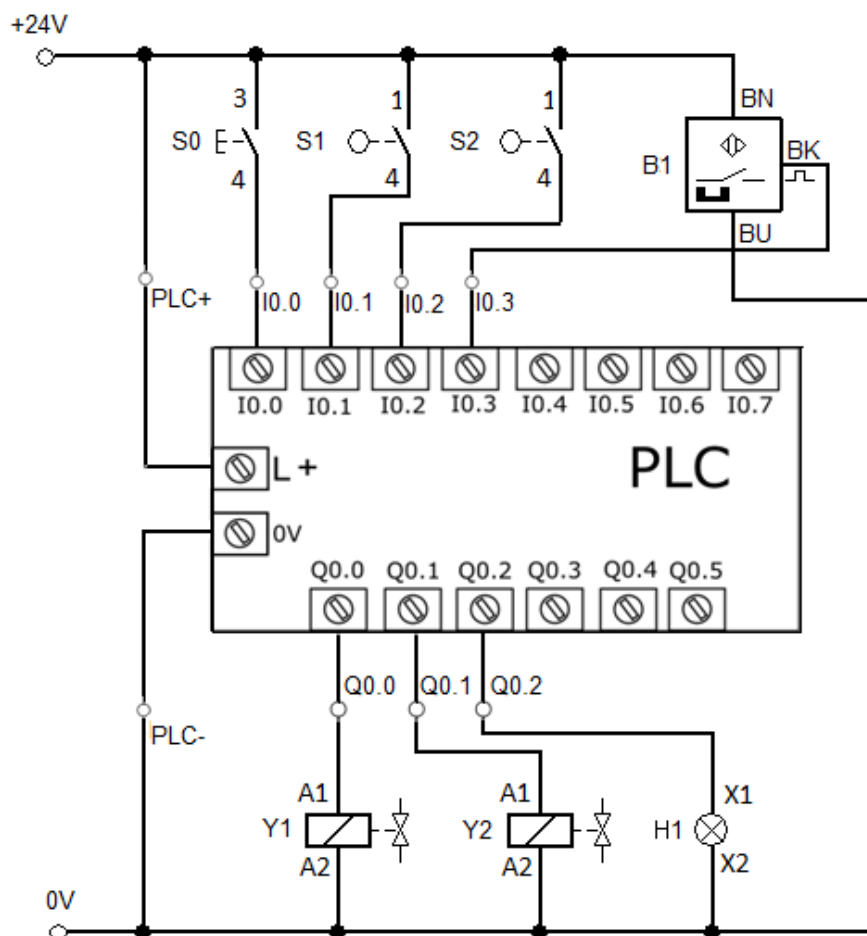 +24V
3
1
1
BN
S0
S1
S2
B1
BK
4
4
4
BU
PLC+
I0.0
I0.1
I0.2
I0.3
I0.0
I0.1
I0.2
I0.3
I0.4
I0.5
I0.6
I0.7
L +
PLC
0V
Q0.0
Q0.1
Q0.2
Q0.3
Q0.4
Q0.5
Q0.0
Q0.1
Q0.2
PLC-
A1
A1
X1
Y1
Y2
H1
A2
A2
X2
0V